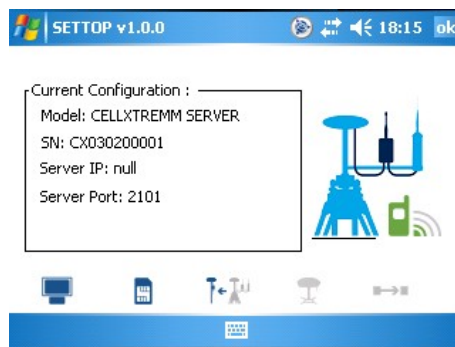 SETTOP v1.0.0
18:15
ok
Current Configuration :
Model: CELLXTREMM SERVER
SN: CX030200001
Server IP: null
Server Port: 2101